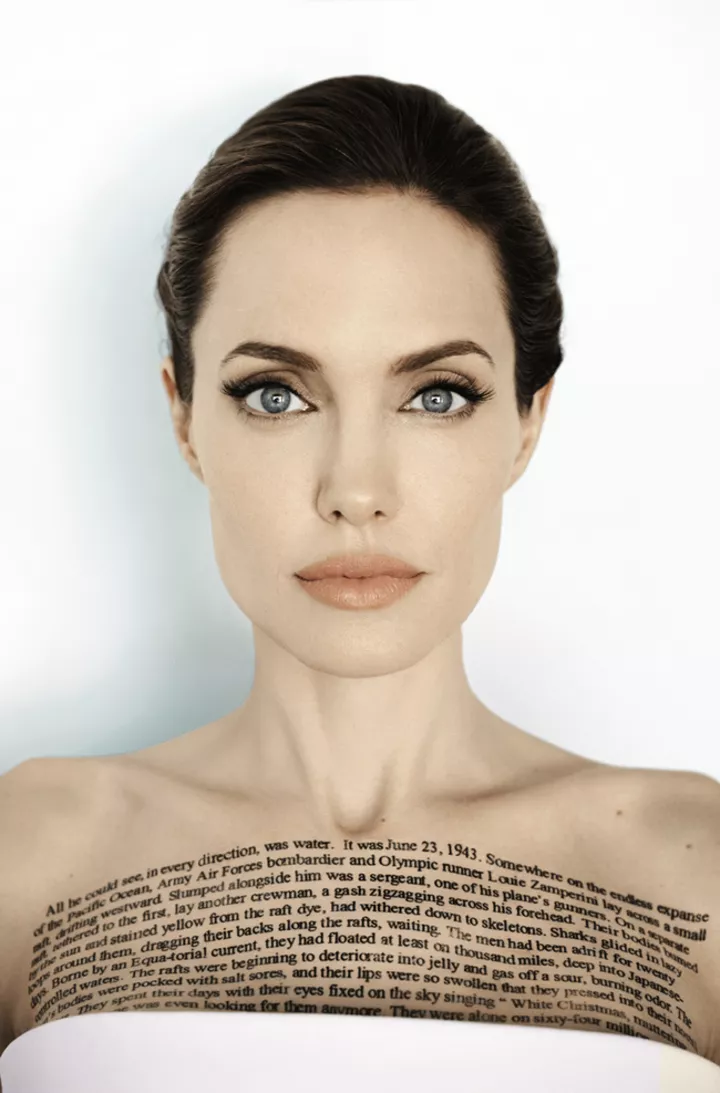 All he could see, in every direction, was water. It was June 23, 1943. Somewhere on the endless expanse
of the Pacific Ocean, Army Air Forces bombardier and Olympic runner Louie Zamperini lay across a small
raft, drifting westward. Slumped alongside him was a sergeant, one of his plane's gunners. On a separate
raft, tethered to the first, lay another crewman, a gash zigzagging across his forehead. Their bodies burned
by the sun and stained yellow from the raft dye, had withered down to skeletons. Sharks glided in lazy
loops around them, dragging their backs along the rafts, waiting. The men had been adrift for twenty
days. Borne by an Equa-torial current, they had floated at least on thousand miles, deep into Japanese-
controlled waters. The rafts were beginning to deteriorate into jelly and gas off a sour, burning odor. The
bodies were pocked with salt sores, and their lips were so swollen that they pressed into their
They spent their days with their eyes fixed on the sky singing " White Christmas, muttering
was even looking for them anymore. They were alone on sixty-four